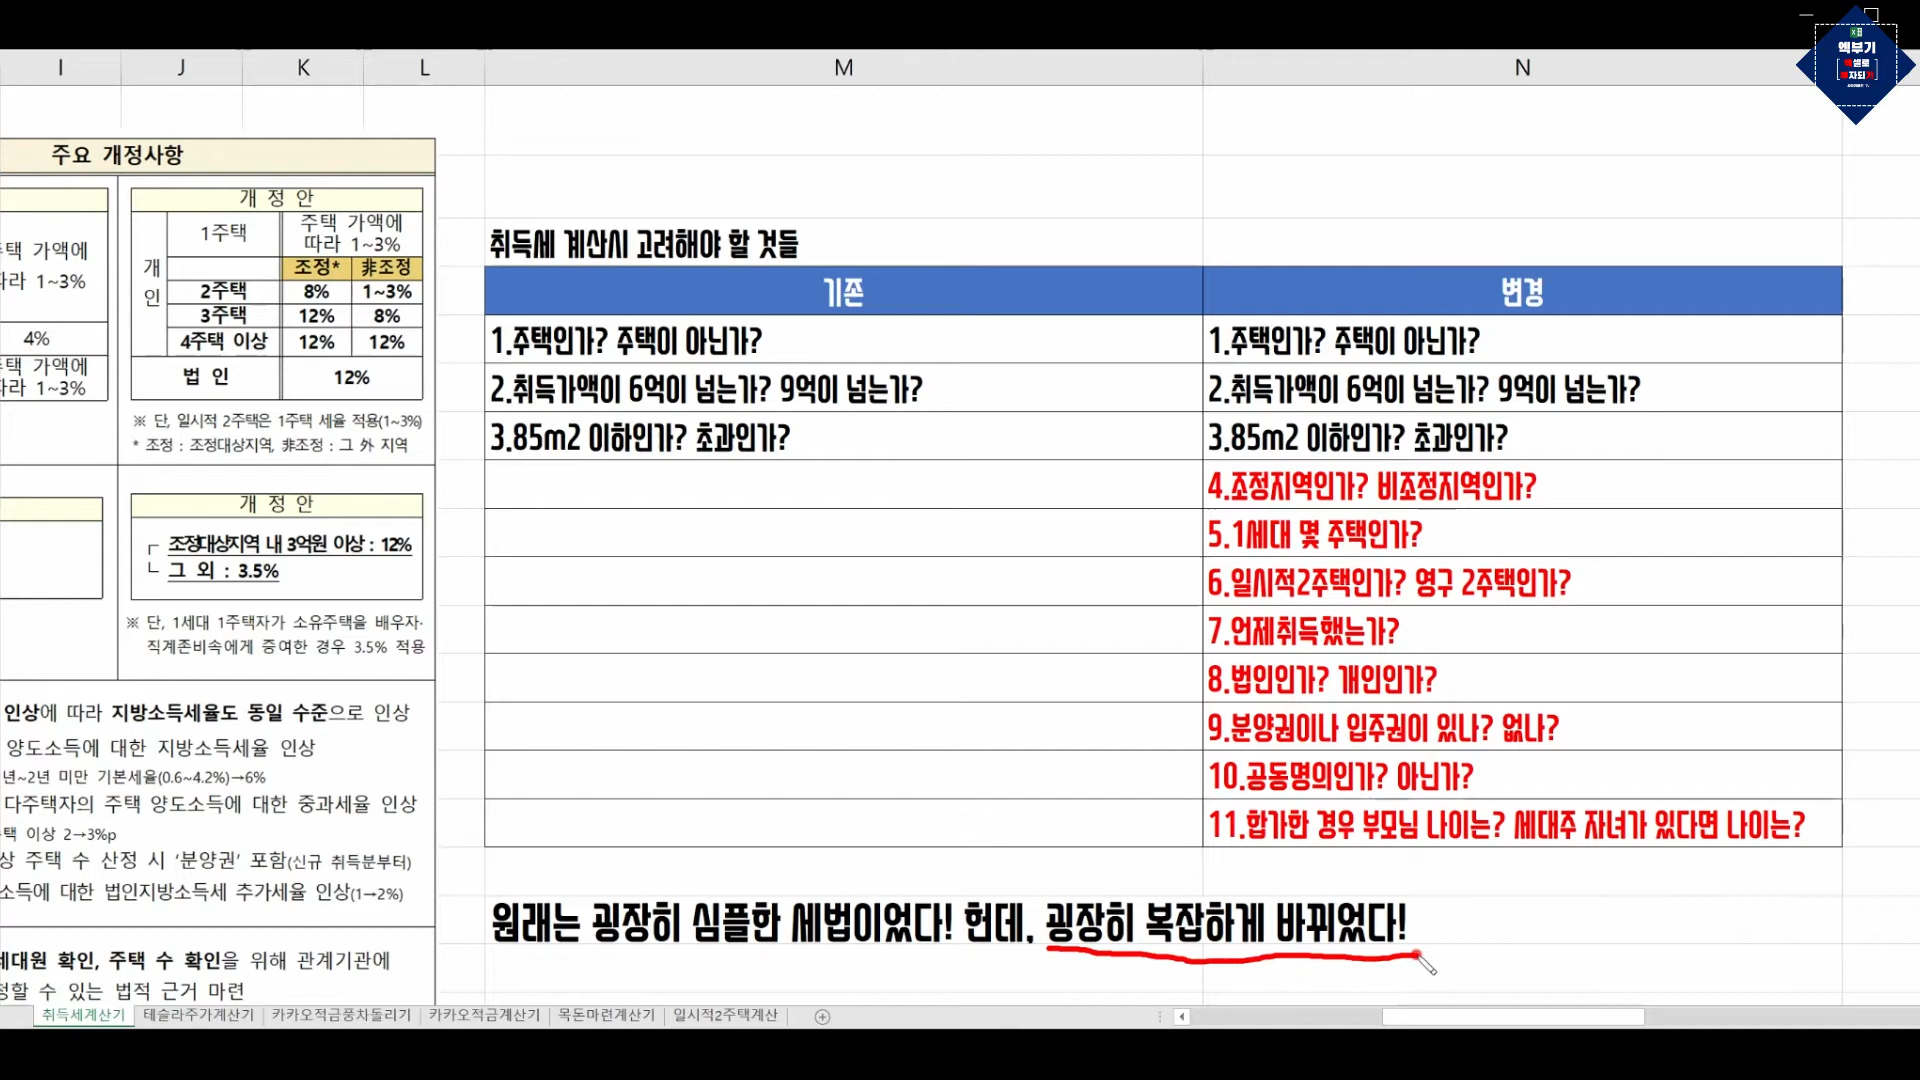 I J K L M N
엑부기
엑셀로
부자되기
주요 개정사항
개 정 안
1주택 주택 가액에
따라 1~3%
개
인
조정* 非조정
2주택 8% 1~3%
3주택 12% 8%
4주택 이상 12% 12%
법 인 12%
※ 단, 일시적 2주택은 1주택 세율 적용(1~3%)
* 조정 : 조정대상지역, 非조정 : 그 外 지역
택 가액에
라 1~3%
4%
택 가액에
라 1~3%
개 정 안
조정대상지역 내 3억원 이상 : 12%
그 외 : 3.5%
※ 단, 1세대 1주택자가 소유주택을 배우자·
직계존비속에게 증여한 경우 3.5% 적용
인상에 따라 지방소득세율도 동일 수준으로 인상
양도소득에 대한 지방소득세율 인상
년~2년 미만 기본세율(0.6~4.2%)→6%
다주택자의 주택 양도소득에 대한 중과세율 인상
택 이상 2→3%p
상 주택 수 산정 시 ‘분양권’ 포함(신규 취득분부터)
소득에 대한 법인지방소득세 추가세율 인상(1→2%)
세대원 확인, 주택 수 확인을 위해 관계기관에
청할 수 있는 법적 근거 마련
취득세 계산시 고려해야 할 것들
기존 변경
1.주택인가? 주택이 아닌가? 1.주택인가? 주택이 아닌가?
2.취득가액이 6억이 넘는가? 9억이 넘는가? 2.취득가액이 6억이 넘는가? 9억이 넘는가?
3.85m2 이하인가? 초과인가? 3.85m2 이하인가? 초과인가?
4.조정지역인가? 비조정지역인가?
5.1세대 몇 주택인가?
6.일시적2주택인가? 영구 2주택인가?
7.언제취득했는가?
8.법인인가? 개인인가?
9.분양권이나 입주권이 있나? 없나?
10.공동명의인가? 아닌가?
11.합가한 경우 부모님 나이는? 세대주 자녀가 있다면 나이는?
원래는 굉장히 심플한 세법이었다! 헌데, 굉장히 복잡하게 바뀌었다!
취득세계산기 테슬라주가계산기 카카오적금풍차돌리기 카카오적금계산기 목돈마련계산기 일시적2주택계산